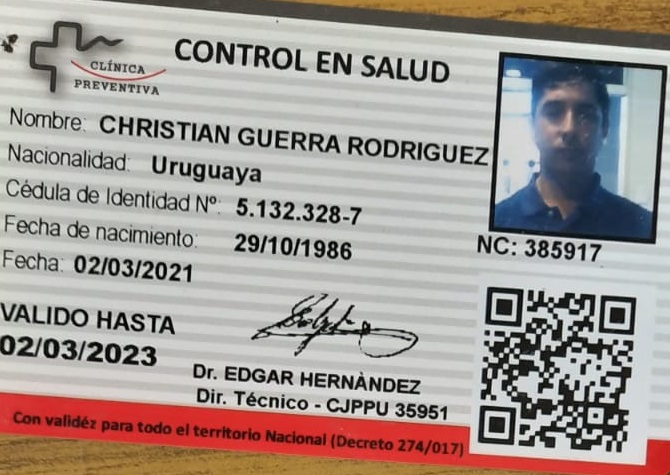 CLÍNICA
PREVENTIVA
CONTROL EN SALUD
Nombre: CHRISTIAN GUERRA RODRIGUEZ
Nacionalidad: Uruguaya
Cédula de Identidad Nº: 5.132.328-7
Fecha de nacimiento: 29/10/1986
NC: 385917
Fecha: 02/03/2021
VALIDO HASTA
02/03/2023
Dr. EDGAR HERNÀNDEZ
Dir. Técnico - CJPPU 35951
Con validéz para todo el territorio Nacional (Decreto 274/017)